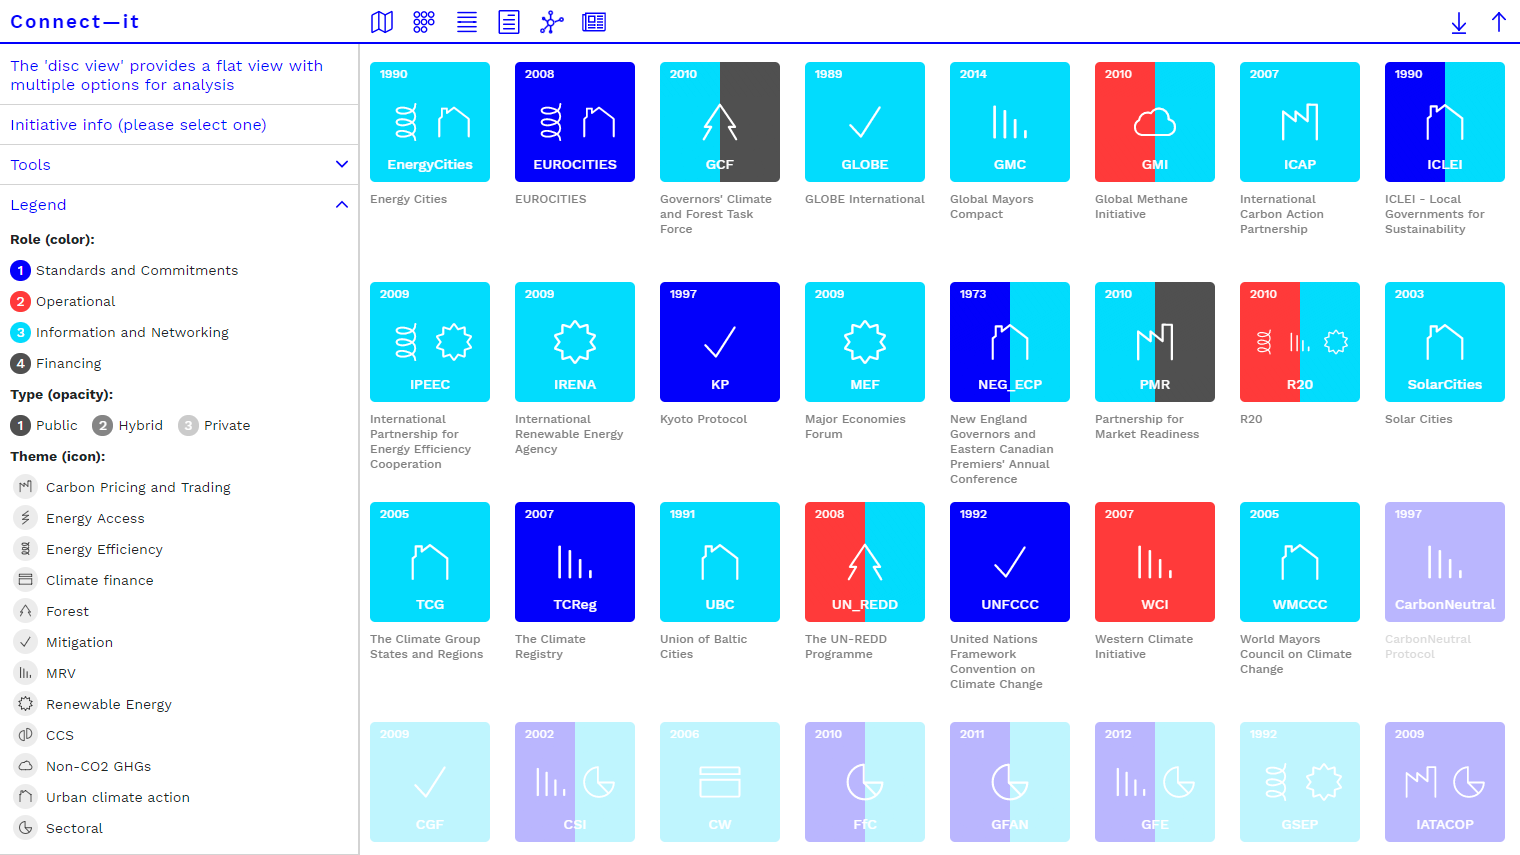 Connect—it
The 'disc view' provides a flat view with
multiple options for analysis
Initiative info (please select one)
Tools
Legend
Role (color):
1 Standards and Commitments
2 Operational
3 Information and Networking
4 Financing
Type (opacity):
1 Public 2 Hybrid 3 Private
Theme (icon):
Carbon Pricing and Trading
Energy Access
Energy Efficiency
Climate finance
Forest
Mitigation
MRV
Renewable Energy
CCS
Non-CO2 GHGs
Urban climate action
Sectoral
1990
EnergyCities
Energy Cities
2008
EUROCITIES
EUROCITIES
2010
GCF
Governors' Climate
and Forest Task
Force
1989
GLOBE
GLOBE International
2014
GMC
Global Mayors
Compact
2010
GMI
Global Methane
Initiative
2007
ICAP
International
Carbon Action
Partnership
1990
ICLEI
ICLEI - Local
Governments for
Sustainability
2009
IPEEC
International
Partnership for
Energy Efficiency
Cooperation
2009
IRENA
International
Renewable Energy
Agency
1997
KP
Kyoto Protocol
2009
MEF
Major Economies
Forum
1973
NEG_ECP
New England
Governors and
Eastern Canadian
Premiers' Annual
Conference
2010
PMR
Partnership for
Market Readiness
2010
R20
R20
2003
SolarCities
Solar Cities
2005
TCG
The Climate Group
States and Regions
2007
TCReg
The Climate
Registry
1991
UBC
Union of Baltic
Cities
2008
UN_REDD
The UN-REDD
Programme
1992
UNFCCC
United Nations
Framework
Convention on
Climate Change
2007
WCI
Western Climate
Initiative
2005
WMCCC
World Mayors
Council on Climate
Change
1997
CarbonNeutral
CarbonNeutral
Protocol
2009
CGF
2002
CSI
2006
CW
2010
FfC
2011
GFAN
2012
GFE
1992
GSEP
2009
IATACOP